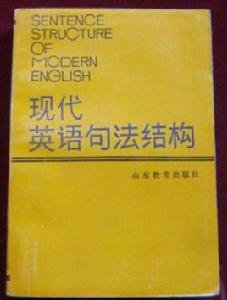 SENTENCE
STRUCTURE
OF
MODERN
ENGLISH
现代
英语句法结构
山东教育出版社